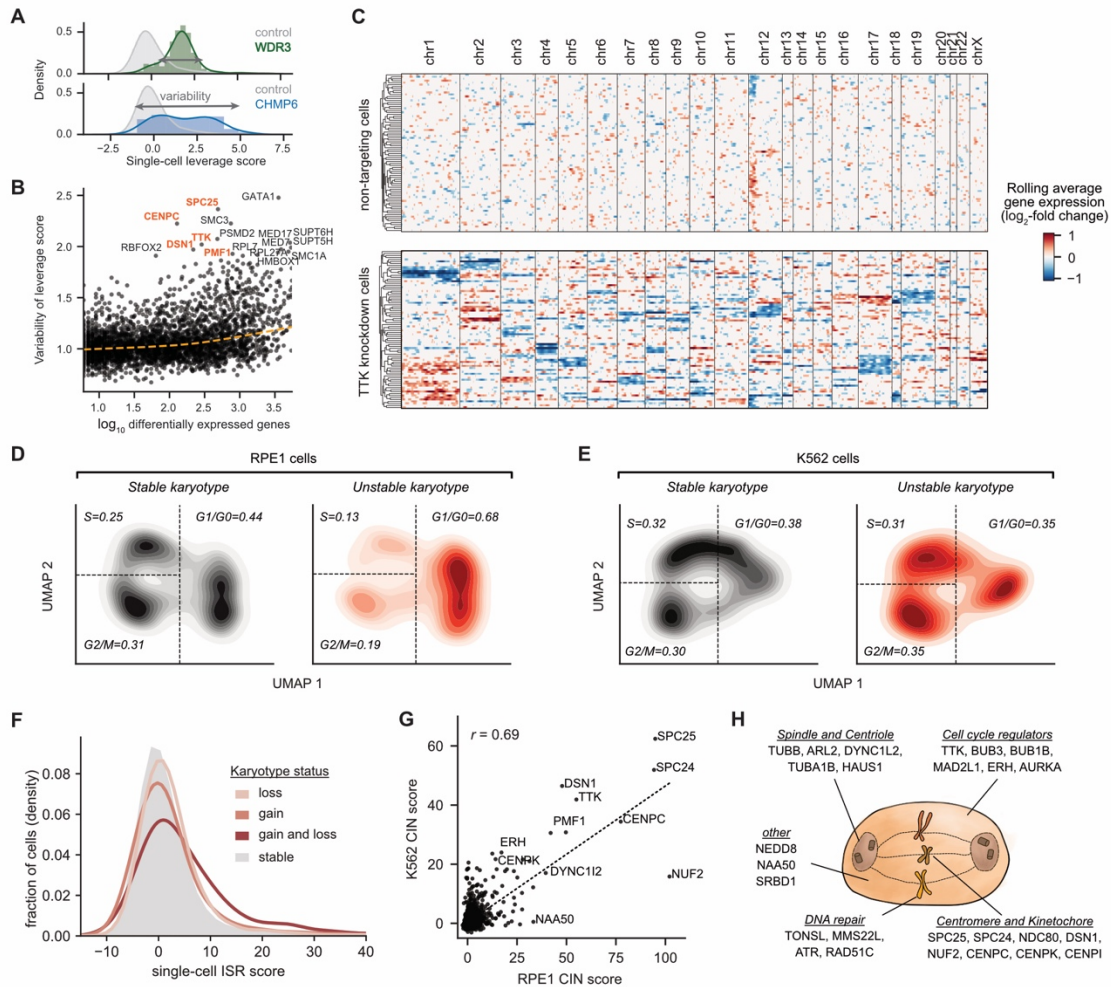 A
control
WDR3
0.5
0.0
Density
control
CHMP6
variability
0.5
0.0
−2.5
0.0
2.5
5.0
7.5
Single-cell leverage score
B
2.5
2.0
1.5
1.0
Variability of leverage score
GATA1
SPC25
CENPC
SMC3
TTK
PSMD2
MED17
SUPT6H
DSN1
RPL7
MED7
SUPT5H
RBFOX2
PMF1
RPL27A
SMC1A
HMBOX1
1.0
1.5
2.0
2.5
3.0
3.5
log10 differentially expressed genes
C
chr1
chr2
chr3
chr4
chr5
chr6
chr7
chr8
chr9
chr10
chr11
chr12
chr13
chr14
chr15
chr16
chr17
chr18
chr19
chr20
chr21
chr22
chrX
non-targeting cells
TTK knockdown cells
Rolling average
gene expression
(log2-fold change)
1
0
−1
D
RPE1 cells
Stable karyotype
Unstable karyotype
S=0.25
G1/G0=0.44
G2/M=0.31
S=0.13
G1/G0=0.68
G2/M=0.19
UMAP 2
UMAP 1
E
K562 cells
Stable karyotype
Unstable karyotype
S=0.32
G1/G0=0.38
G2/M=0.30
S=0.31
G1/G0=0.35
G2/M=0.35
UMAP 2
UMAP 1
F
0.08
0.06
0.04
0.02
0.00
fraction of cells (density)
Karyotype status
loss
gain
gain and loss
stable
−10
0
10
20
30
40
single-cell ISR score
G
r = 0.69
60
40
20
0
K562 CIN score
SPC25
SPC24
DSN1
TTK
PMF1
CENPC
ERH
CENPK
DYNC1I2
NUF2
NAA50
0
25
50
75
100
RPE1 CIN score
H
Spindle and Centriole
TUBB, ARL2, DYNC1L2,
TUBA1B, HAUS1
Cell cycle regulators
TTK, BUB3, BUB1B,
MAD2L1, ERH, AURKA
other
NEDD8
NAA50
SRBD1
DNA repair
TONSL, MMS22L,
ATR, RAD51C
Centromere and Kinetochore
SPC25, SPC24, NDC80, DSN1,
NUF2, CENPC, CENPK, CENPI